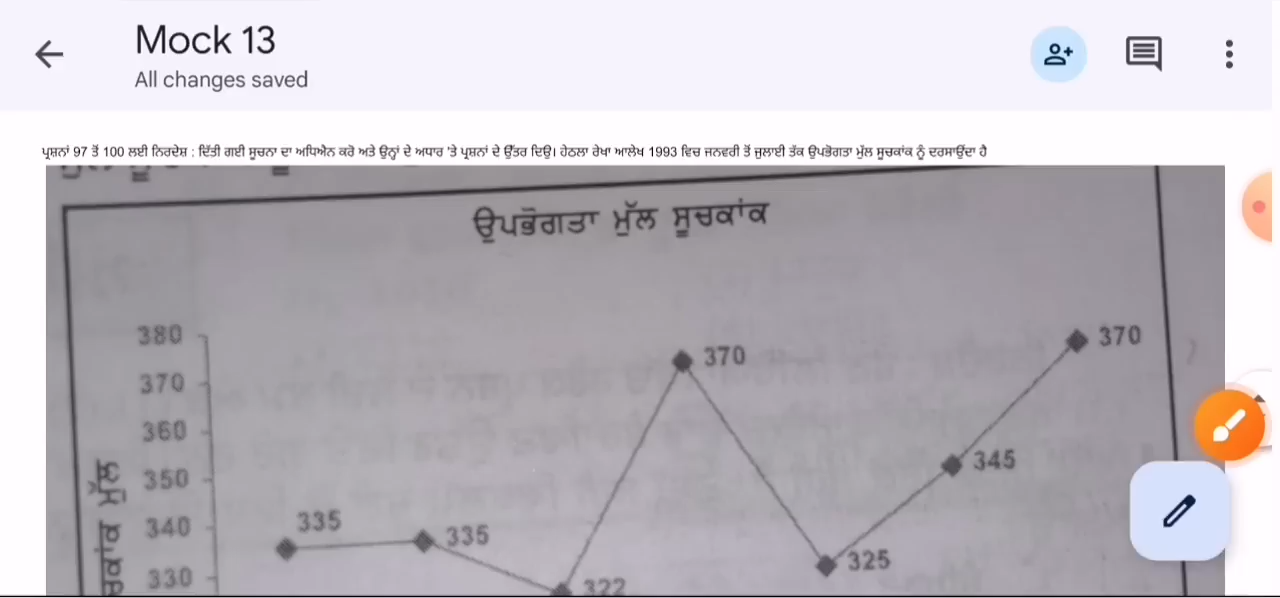 Mock 13
All changes saved
ਪ੍ਰਸ਼ਨਾਂ 97 ਤੋਂ 100 ਲਈ ਨਿਰਦੇਸ਼ : ਦਿੱਤੀ ਗਈ ਸੂਚਨਾ ਦਾ ਅਧਿਐਨ ਕਰੋ ਅਤੇ ਉਨ੍ਹਾਂ ਦੇ ਅਧਾਰ 'ਤੇ ਪ੍ਰਸ਼ਨਾਂ ਦੇ ਉੱਤਰ ਦਿਉ। ਹੇਠਲਾ ਰੇਖਾ ਆਲੇਖ 1993 ਵਿਚ ਜਨਵਰੀ ਤੋਂ ਜੁਲਾਈ ਤੱਕ ਉਪਭੋਗਤਾ ਮੁੱਲ ਸੂਚਕਾਂਕ ਨੂੰ ਦਰਸਾਉਂਦਾ ਹੈ
ਉਪਭੋਗਤਾ ਮੁੱਲ ਸੂਚਕਾਂਕ
380
370
370
370
360
350
345
340
335
335
330
325
322
ਮੁੱਲ